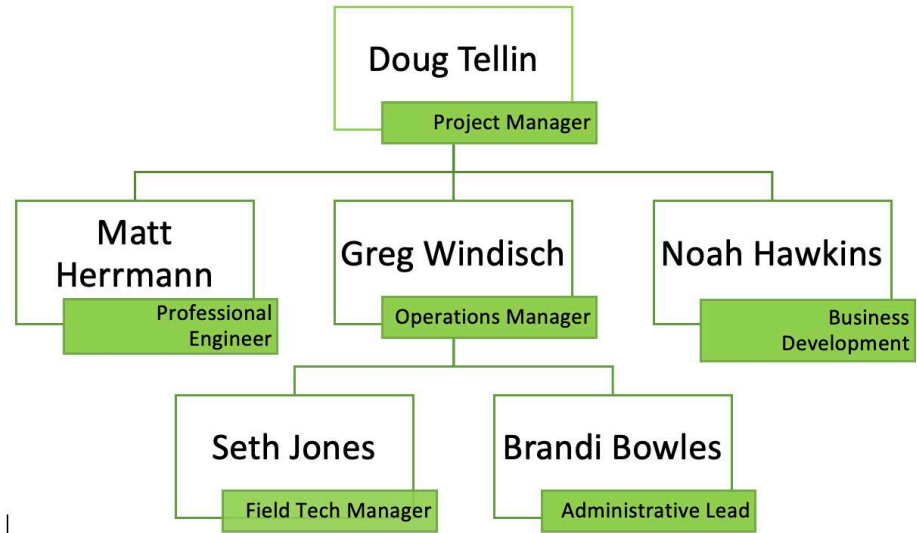 Doug Tellin
Project Manager
Matt
Herrmann
Professional
Engineer
Greg Windisch
Operations Manager
Noah Hawkins
Business
Development
Seth Jones
Field Tech Manager
Brandi Bowles
Administrative Lead